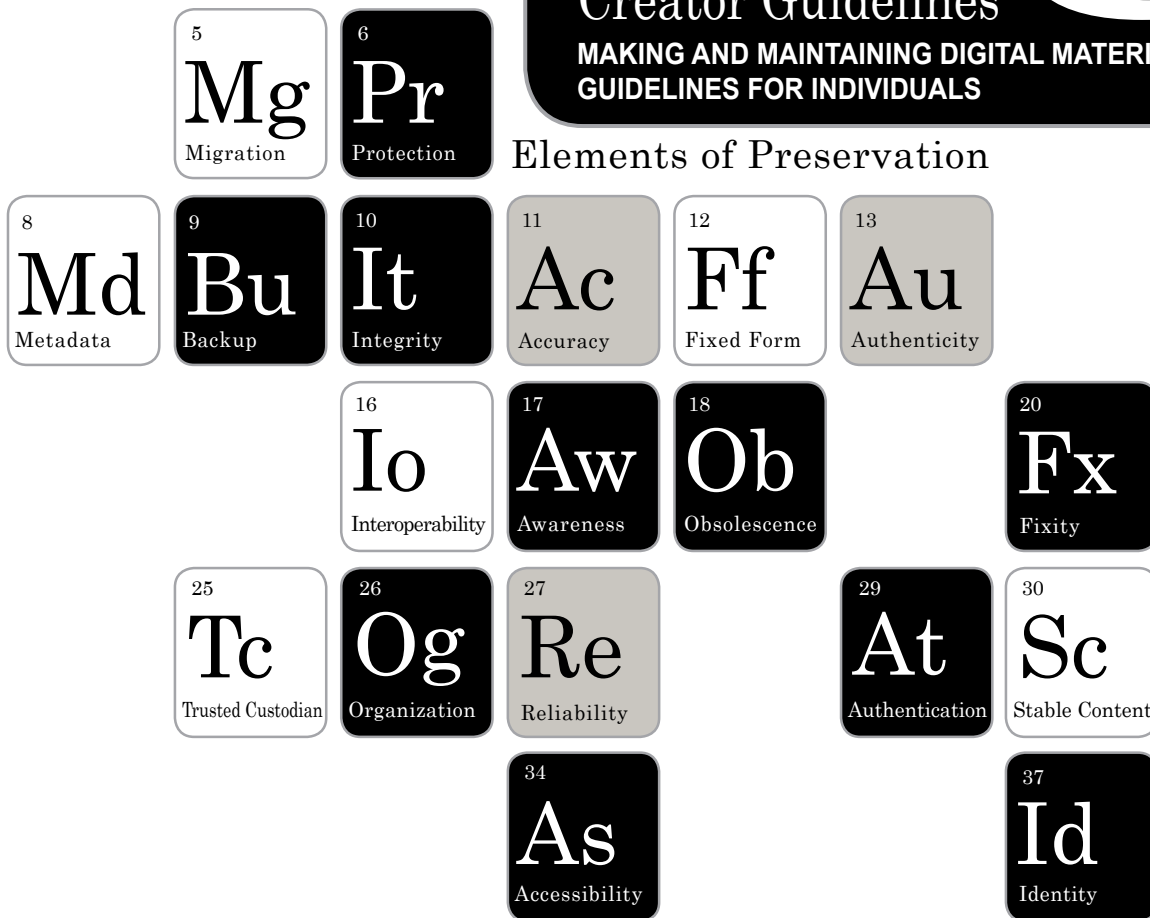 Creator Guidelines
MAKING AND MAINTAINING DIGITAL
GUIDELINES FOR INDIVIDUALS
5
Mg
Migration
6
Pr
Protection
Elements of Preservation
8
Md
Metadata
9
Bu
Backup
10
It
Integrity
11
Ac
Accuracy
12
Ff
Fixed Form
13
Au
Authenticity
16
Io
Interoperability
17
Aw
Awareness
18
Ob
Obsolescence
20
Fx
Fixity
25
Tc
Trusted Custodian
26
Og
Organization
27
Re
Reliability
29
At
Authentication
30
Sc
Stable Content
34
As
Accessibility
37
Id
Identity